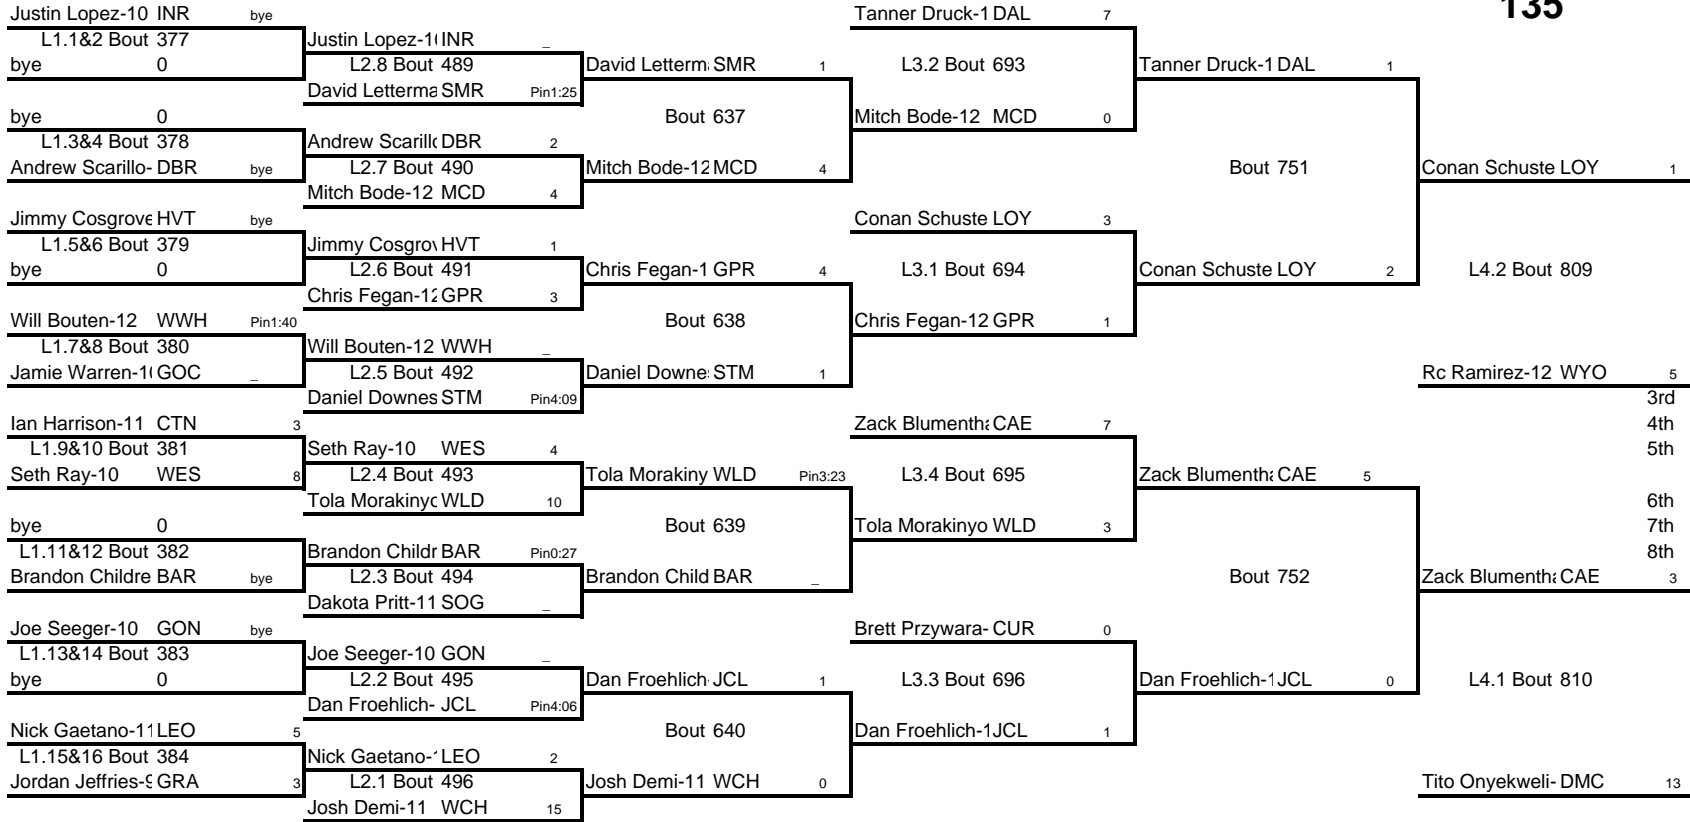 Justin Lopez-10 INR bye Tanner Druck-1 DAL 7 135
L1.1&2 Bout 377 Justin Lopez-1( INR _
bye 0 L2.8 Bout 489 David Letterm SMR 1 L3.2 Bout 693 Tanner Druck-1 DAL 1
David Letterma SMR Pin1:25
bye 0 Bout 637 Mitch Bode-12 MCD 0
L1.3&4 Bout 378 Andrew Scarill DBR 2
Andrew Scarillo- DBR bye L2.7 Bout 490 Mitch Bode-12 MCD 4 Bout 751 Conan Schuste LOY 1
Mitch Bode-12 MCD 4
Jimmy Cosgrove HVT bye Conan Schuste LOY 3
L1.5&6 Bout 379 Jimmy Cosgro HVT 1
bye 0 L2.6 Bout 491 Chris Fegan-1 GPR 4 L3.1 Bout 694 Conan Schuste LOY 2 L4.2 Bout 809
Chris Fegan-12 GPR 3
Will Bouten-12 WWH Pin1:40 Bout 638 Chris Fegan-12 GPR 1
L1.7&8 Bout 380 Will Bouten-12 WWH _
Jamie Warren-1( GOC _ L2.5 Bout 492 Daniel Downe STM 1 Rc Ramirez-12 WYO 5
Daniel Downes STM Pin4:09 3rd
Ian Harrison-11 CTN 3 Zack Blumenth CAE 7 4th
L1.9&10 Bout 381 Seth Ray-10 WES 4 5th
Seth Ray-10 WES 8 L2.4 Bout 493 Tola Morakiny WLD Pin3:23 L3.4 Bout 695 Zack Blumenth CAE 5
Tola Morakiny WLD 10 6th
bye 0 Bout 639 Tola Morakinyo WLD 3 7th
L1.11&12 Bout 382 Brandon Childr BAR Pin0:27 8th
Brandon Childre BAR bye L2.3 Bout 494 Brandon Child BAR _ Bout 752 Zack Blumenth CAE 3
Dakota Pritt-11 SOG _
Joe Seeger-10 GON bye Brett Przywara- CUR 0
L1.13&14 Bout 383 Joe Seeger-10 GON _
bye 0 L2.2 Bout 495 Dan Froehlich- JCL 1 L3.3 Bout 696 Dan Froehlich-1 JCL 0 L4.1 Bout 810
Dan Froehlich- JCL Pin4:06
Nick Gaetano-11 LEO 5 Bout 640 Dan Froehlich-1 JCL 1
L1.15&16 Bout 384 Nick Gaetano- LEO 2
Jordan Jeffries-9 GRA 3 L2.1 Bout 496 Josh Demi-11 WCH 0 Tito Onyekweli- DMC 13
Josh Demi-11 WCH 15